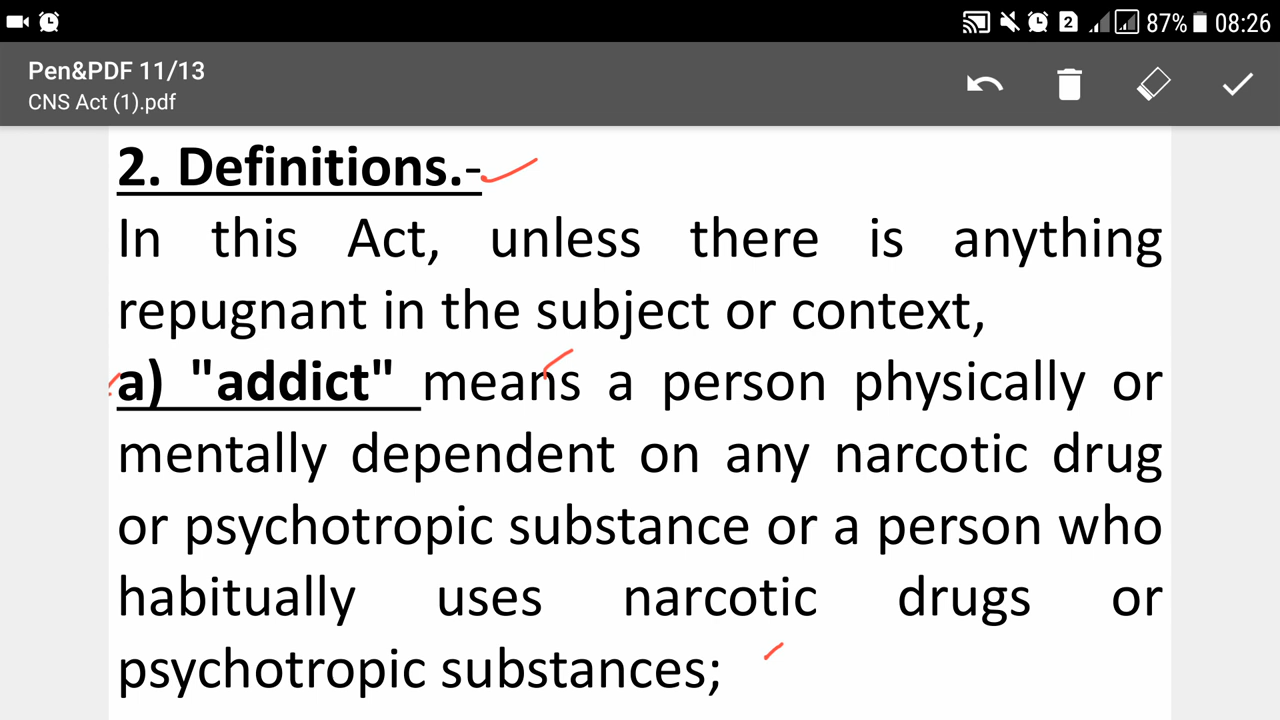 2 87% 08:26
Pen&PDF 11/13
CNS Act (1).pdf
2. Definitions.-
In this Act, unless there is anything
repugnant in the subject or context,
a) "addict" means a person physically or
mentally dependent on any narcotic drug
or psychotropic substance or a person who
habitually uses narcotic drugs or
psychotropic substances;